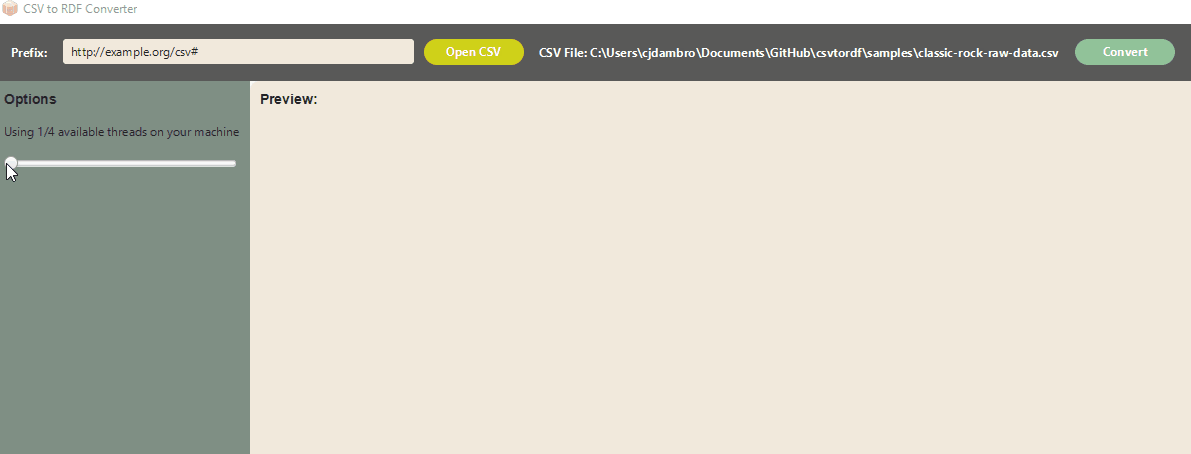 CSV to RDF Converter
Prefix: http://example.org/csv# Open CSV CSV File: C:\Users\cjdambro\Documents\GitHub\csvtordf\samples\classic-rock-raw-data.csv Convert
Options
Using 1/4 available threads on your machine
Preview: